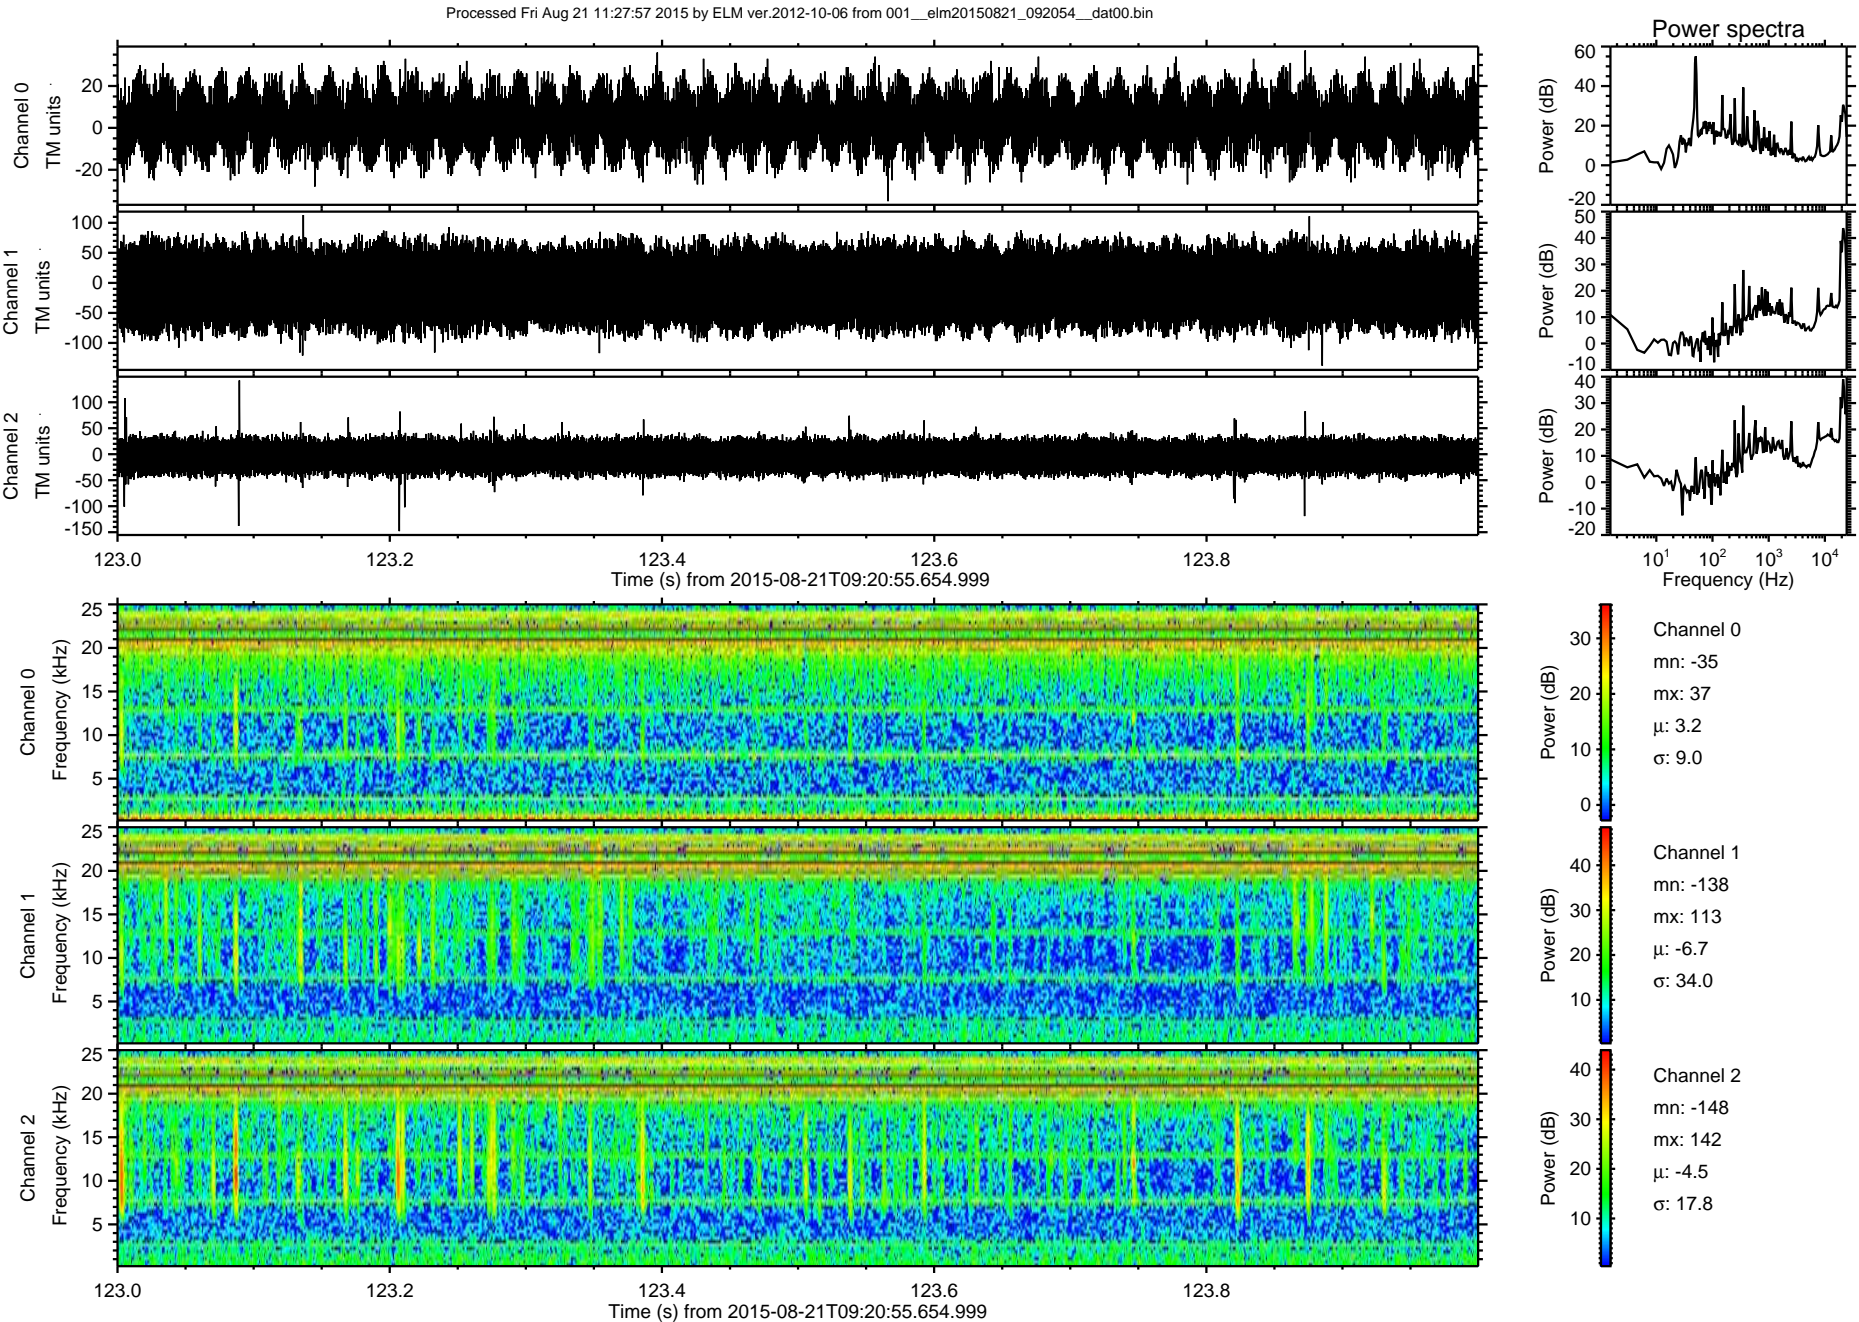 Processed Fri Aug 21 11:27:57 2015 by ELM ver.2012-10-06 from 001__elm20150821_092054__dat00.bin
Power spectra
Channel 0
TM units
20
0
-20
Power (dB)
60
40
20
0
-20
Channel 1
TM units
100
50
0
-50
-100
Power (dB)
50
40
30
20
10
0
-10
Channel 2
TM units
100
50
0
-50
-100
-150
Power (dB)
40
30
20
10
0
-10
-20
123.0 123.2 123.4 123.6 123.8
Time (s) from 2015-08-21T09:20:55.654.999
10¹ 10² 10³ 10⁴
Frequency (Hz)
Channel 0
Frequency (kHz)
25
20
15
10
5
Power (dB)
30
20
10
0
Channel 0
mn: -35
mx: 37
µ: 3.2
σ: 9.0
Channel 1
Frequency (kHz)
25
20
15
10
5
Power (dB)
40
30
20
10
Channel 1
mn: -138
mx: 113
µ: -6.7
σ: 34.0
Channel 2
Frequency (kHz)
25
20
15
10
5
Power (dB)
40
30
20
10
Channel 2
mn: -148
mx: 142
µ: -4.5
σ: 17.8
123.0 123.2 123.4 123.6 123.8
Time (s) from 2015-08-21T09:20:55.654.999